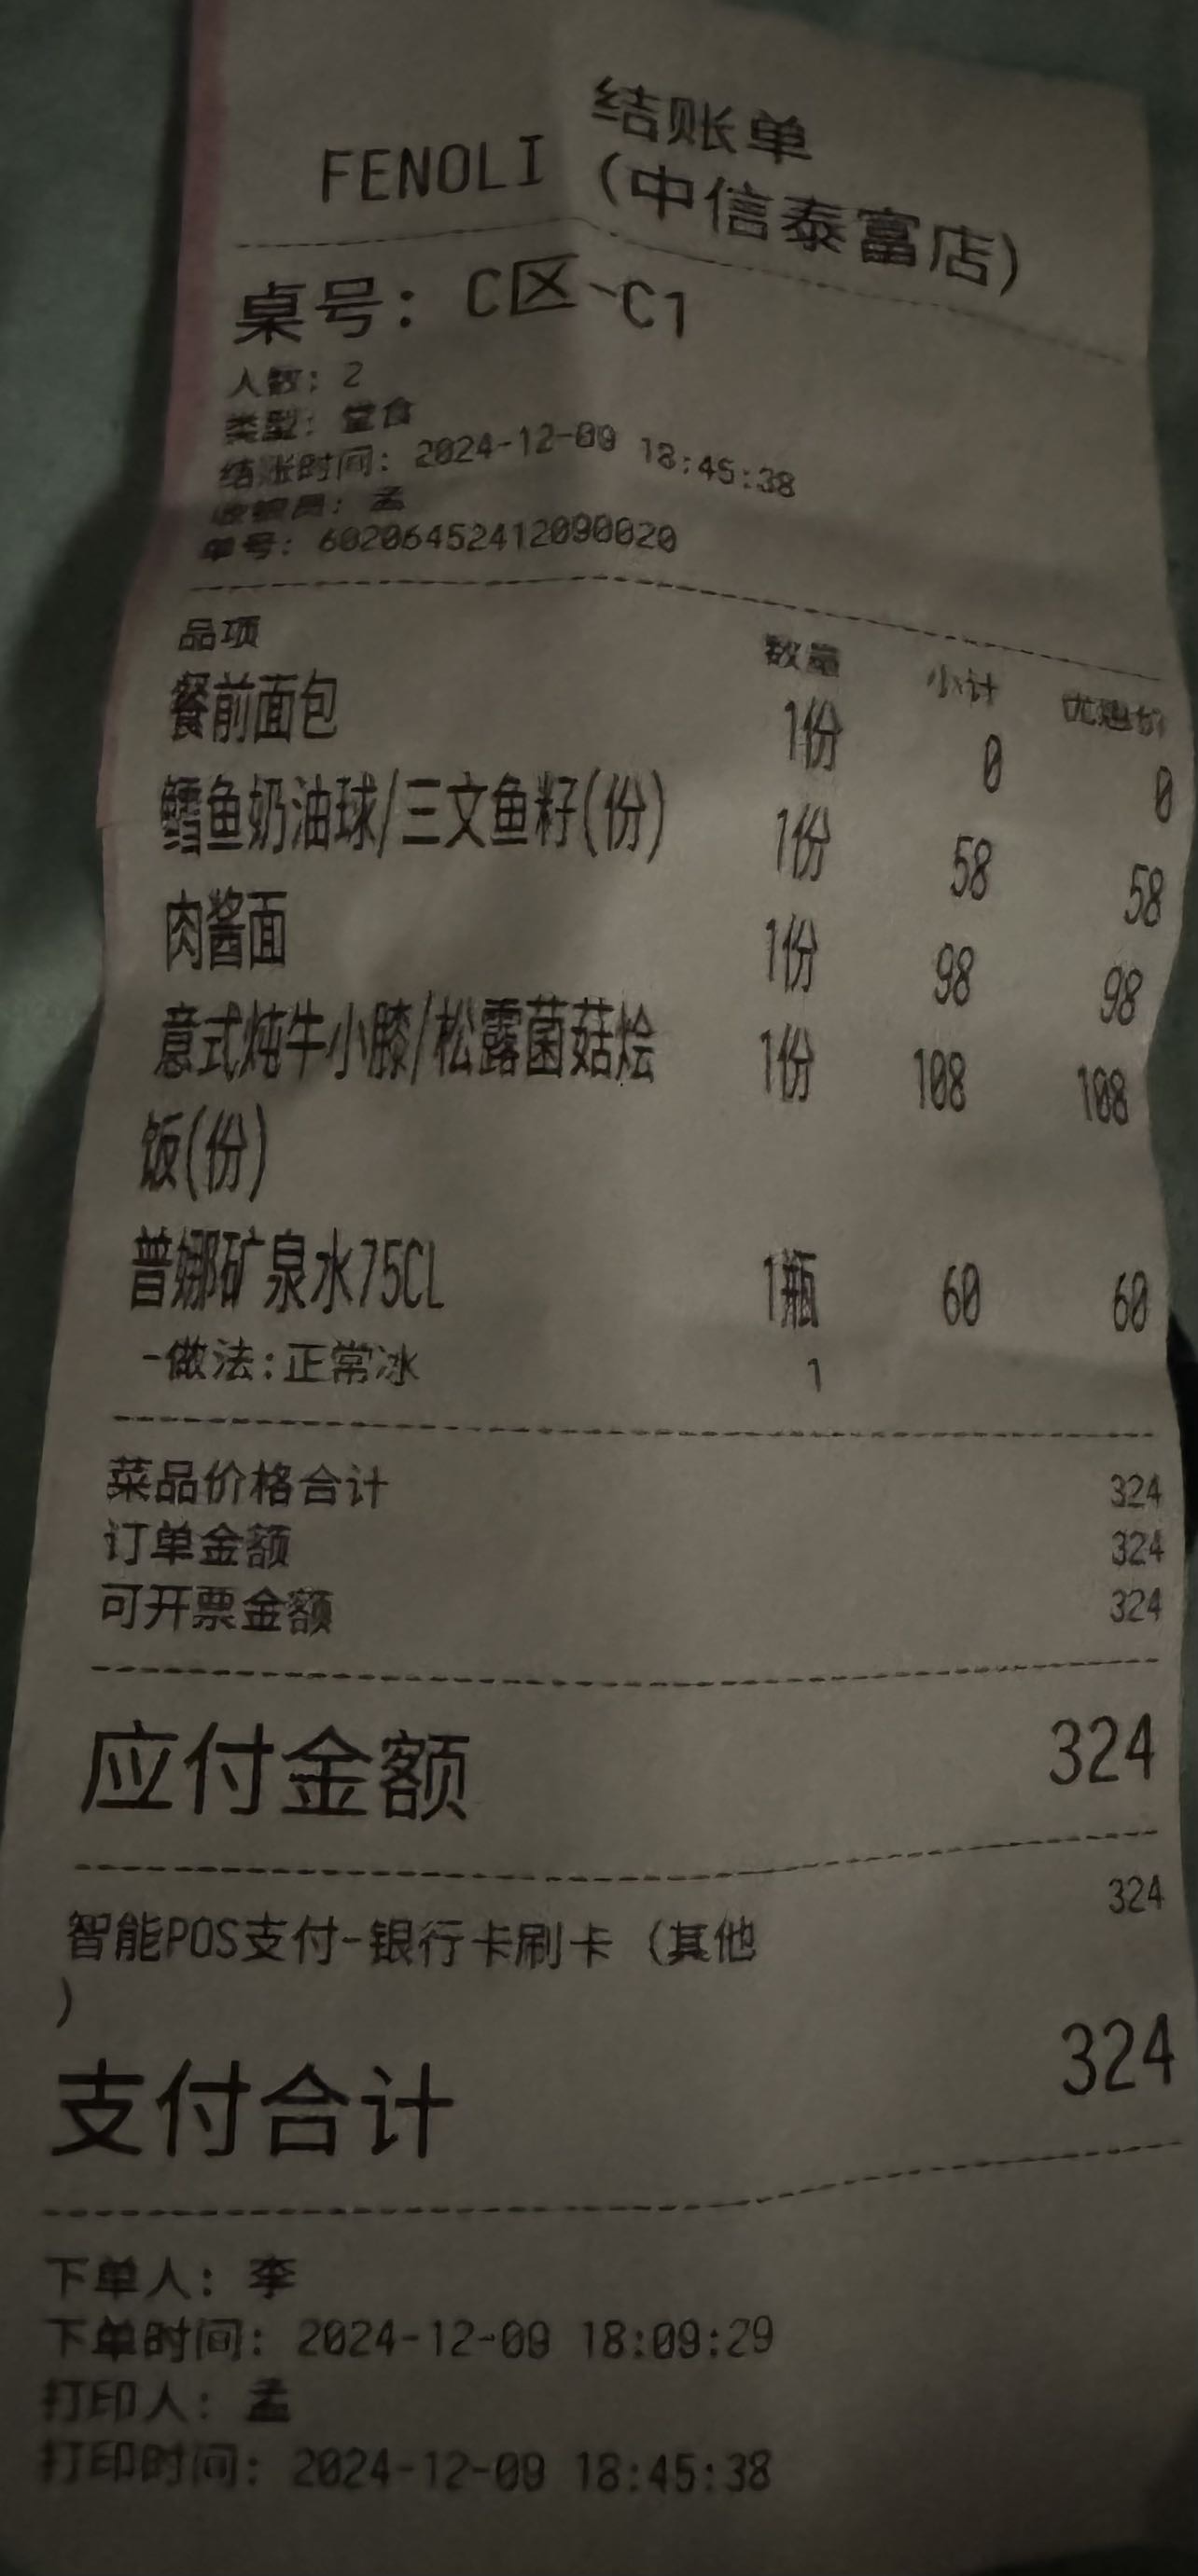 结账单
FENOLI (中信泰富店)
桌号: C区-C1
人数: 2
类型: 堂食
结账时间: 2024-12-09 18:45:38
收银员: 孟
单号: 60206452412090020
品项 数量 小计 优惠价
餐前面包 1份 0 0
鳕鱼奶油球/三文鱼籽(份) 1份 58 58
肉酱面 1份 98 98
意式炖牛小膝/松露菌菇烩 1份 108 108
饭(份)
普娜矿泉水75CL 1瓶 60 60
-做法:正常冰 1
菜品价格合计 324
订单金额 324
可开票金额 324
应付金额 324
智能POS支付-银行卡刷卡 (其他 324
)
支付合计 324
下单人: 李
下单时间: 2024-12-09 18:09:29
打印人: 孟
打印时间: 2024-12-09 18:45:38